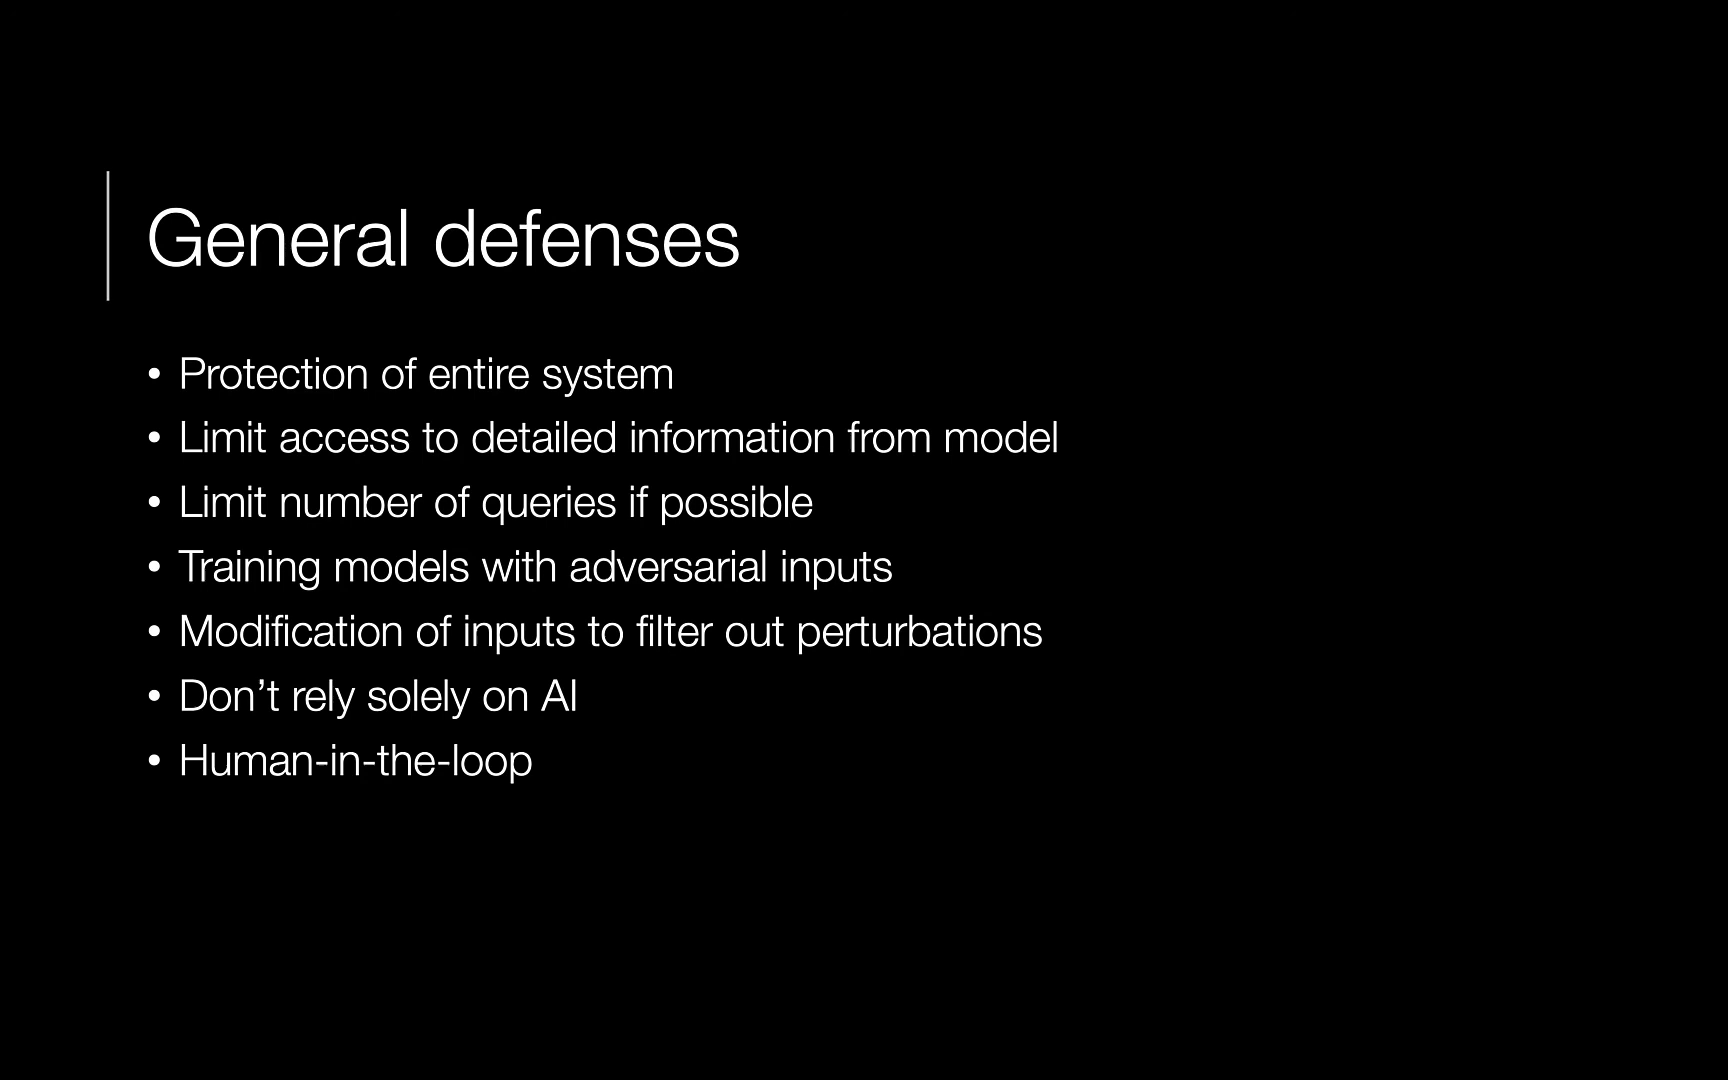 General defenses
• Protection of entire system
• Limit access to detailed information from model
• Limit number of queries if possible
• Training models with adversarial inputs
• Modification of inputs to filter out perturbations
• Don’t rely solely on AI
• Human-in-the-loop